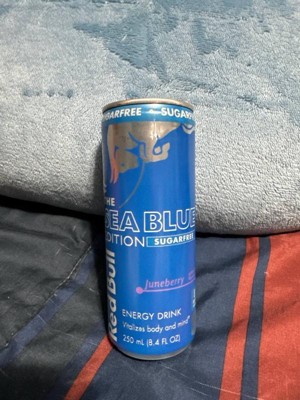 SUGARFREE
THE
SEA BLUE
EDITION SUGARFREE
Juneberry
Red Bull
ENERGY DRINK
Vitalizes body and mind.
250 mL (8.4 FL OZ)